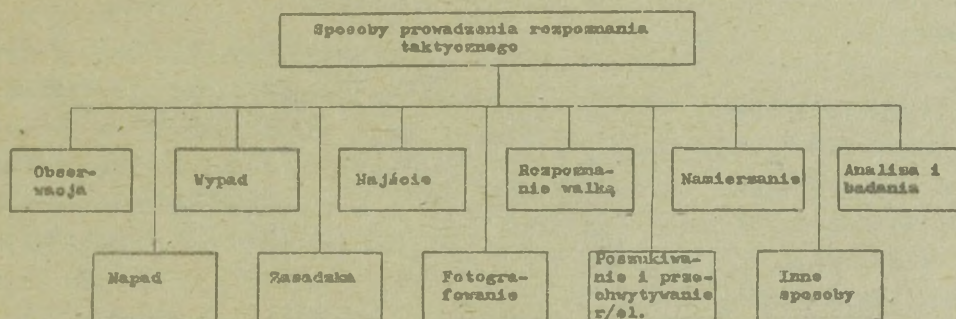 Sposoby prowadzenia rozpoznania
taktycznego
Obser-
wacja
Wypad
Najście
Rozpozna-
nie walką
Namierzanie
Analiza i
badania
Napad
Zasadzka
Fotogra-
fowanie
Poszukiwa-
nie i prze-
chwytywanie
r/el.
Inne
sposoby